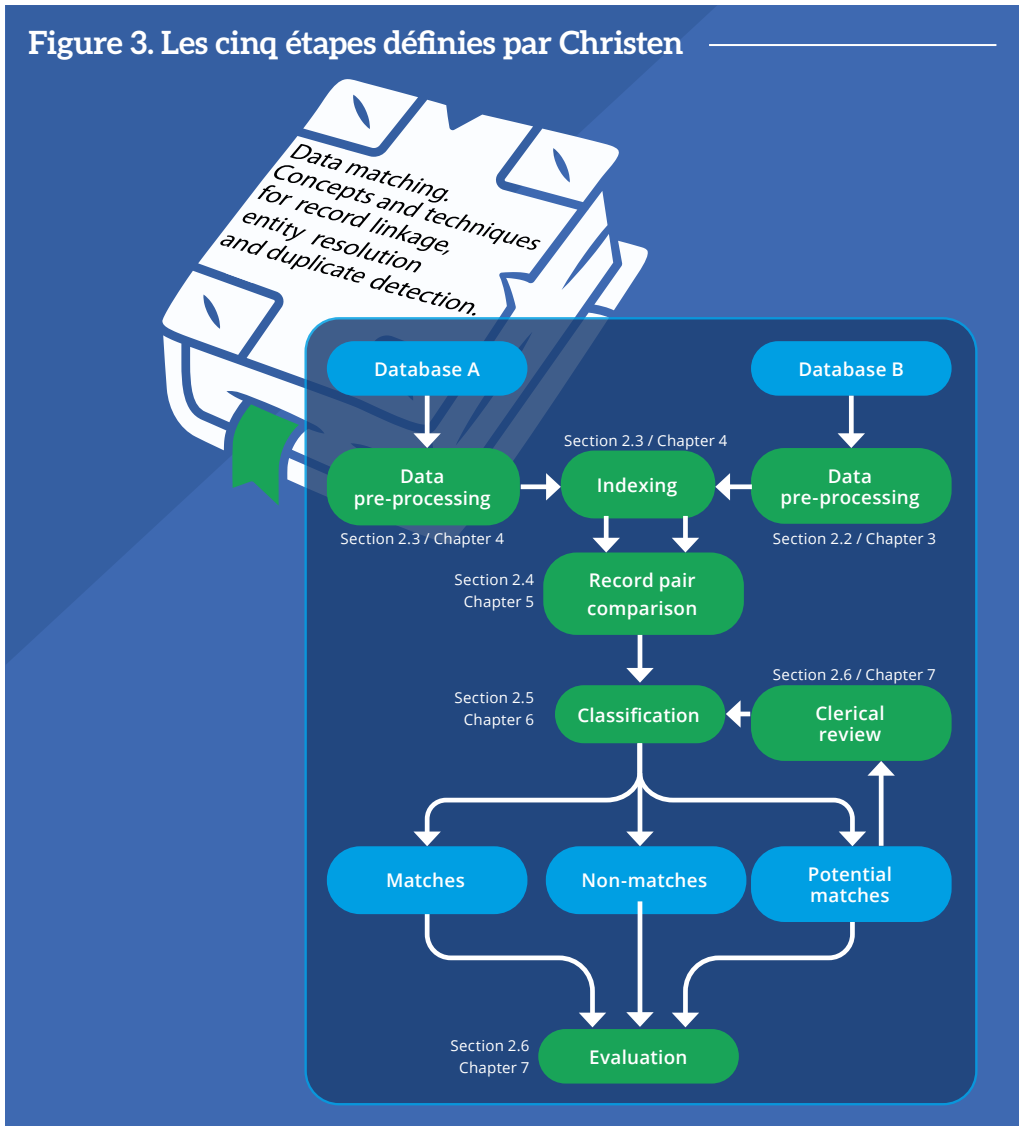 Figure 3. Les cinq étapes définies par Christen
Data matching.
Concepts and techniques
for record linkage,
entity resolution
and duplicate detection.
Database A
Database B
Section 2.3 / Chapter 4
Data
pre-processing
Indexing
Data
pre-processing
Section 2.3 / Chapter 4
Section 2.2 / Chapter 3
Section 2.4
Chapter 5
Record pair
comparison
Section 2.6 / Chapter 7
Section 2.5
Chapter 6
Classification
Clerical
review
Matches
Non-matches
Potential
matches
Section 2.6
Chapter 7
Evaluation